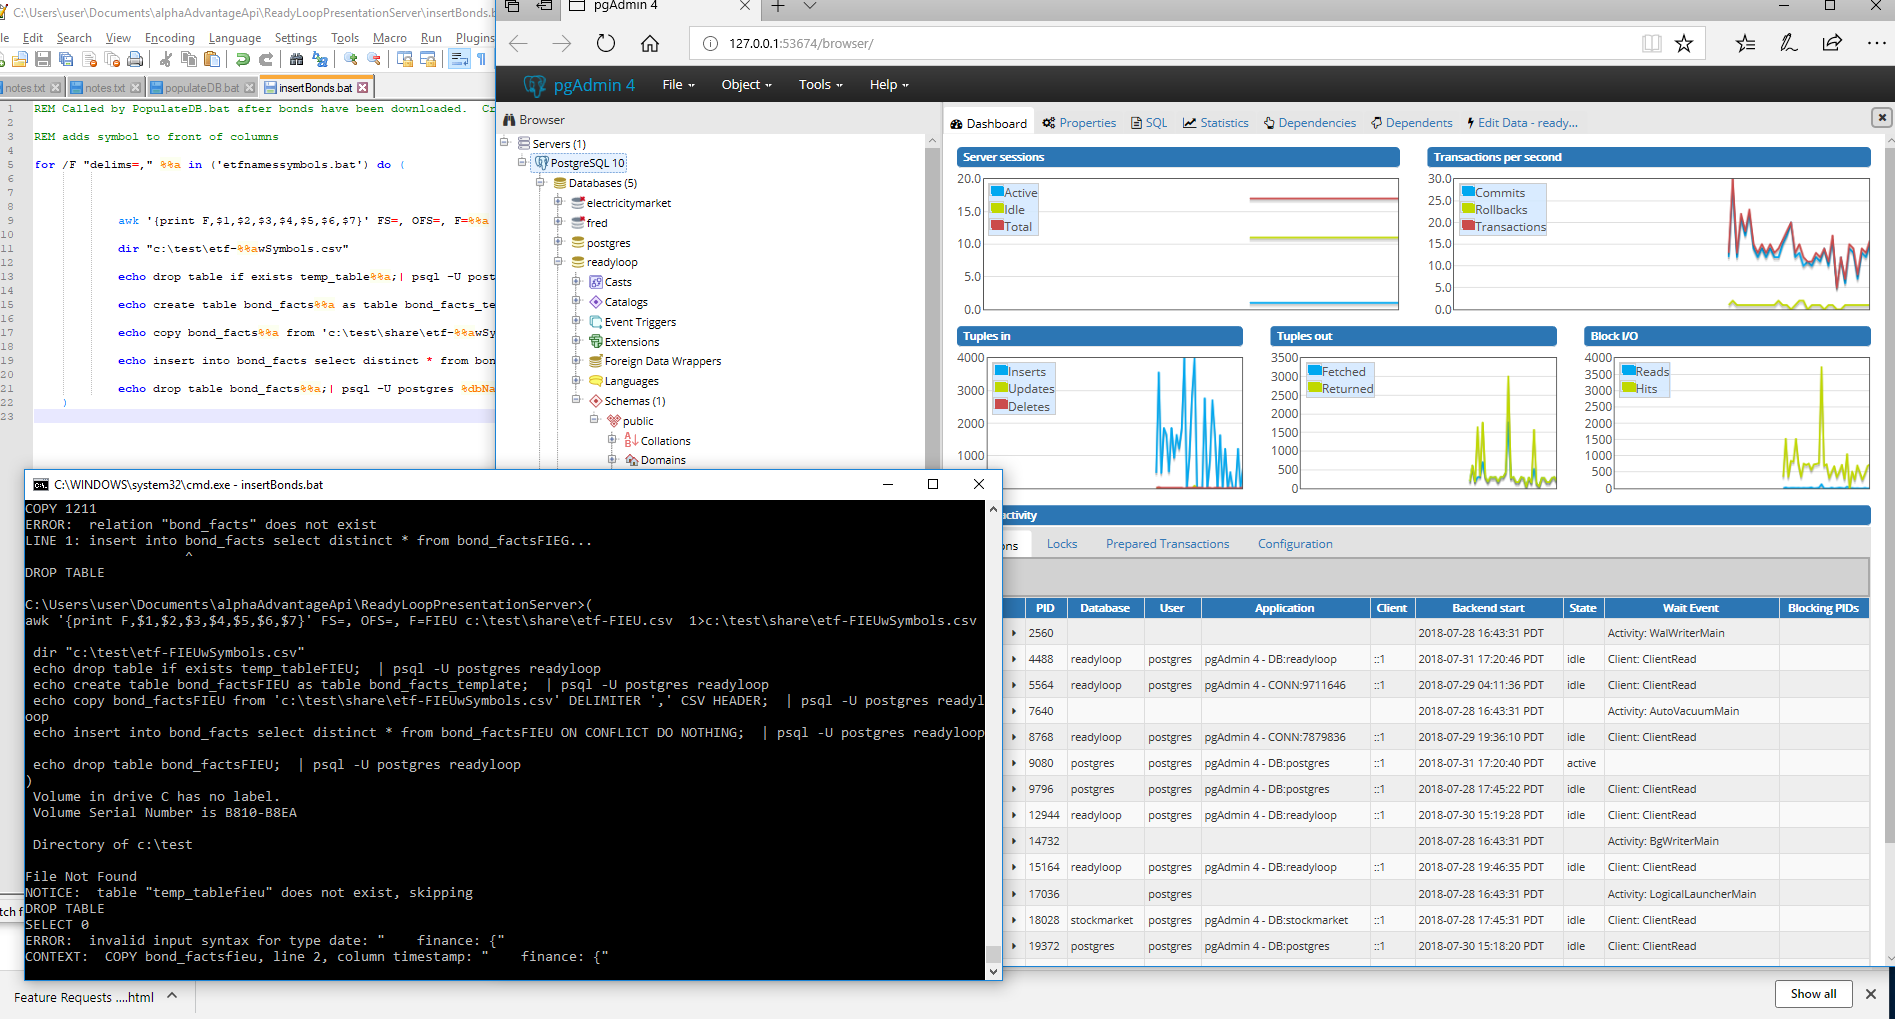 C:\Users\user\Documents\alphaAdvantageApi\ReadyLoopPresentationServer\insertBonds.b
Edit Search View Encoding Language Settings Tools Macro Run Plugins
notes.txt notes.txt populateDB.bat insertBonds.bat
1 REM Called by PopulateDB.bat after bonds have been downloaded. Cr
2
3 REM adds symbol to front of columns
4
5 for /F "delims=," %%a in ('etfnamessymbols.bat') do (
6
7
8
9 awk '{print F,$1,$2,$3,$4,$5,$6,$7}' FS=, OFS=, F=%%a
10
11 dir "c:\test\etf-%%awSymbols.csv"
12
13 echo drop table if exists temp_table%%a;| psql -U post
14
15 echo create table bond_facts%%a as table bond_facts_te
16
17 echo copy bond_facts%%a from 'c:\test\share\etf-%%awSy
18
19 echo insert into bond_facts select distinct * from bon
20
21 echo drop table bond_facts%%a;| psql -U postgres %dbNa
22 )
23
pgAdmin 4
127.0.0.1:53674/browser/
pgAdmin 4 File Object Tools Help
Browser
Servers (1)
PostgreSQL 10
Databases (5)
electricitymarket
fred
postgres
readyloop
Casts
Catalogs
Event Triggers
Extensions
Foreign Data Wrappers
Languages
Schemas (1)
public
Collations
Domains
Dashboard Properties SQL Statistics Dependencies Dependents Edit Data - ready...
Server sessions
20.0
15.0
10.0
5.0
0.0
Active
Idle
Total
Transactions per second
30.0
25.0
20.0
15.0
10.0
5.0
0.0
Commits
Rollbacks
Transactions
Tuples in
4000
3000
2000
1000
Inserts
Updates
Deletes
Tuples out
3500
3000
2500
2000
1500
1000
500
0
Fetched
Returned
Block I/O
4000
3500
3000
2500
2000
1500
1000
500
0
Reads
Hits
activity
ons Locks Prepared Transactions Configuration
PID Database User Application Client Backend start State Wait Event Blocking PIDs
2560 2018-07-28 16:43:31 PDT Activity: WalWriterMain
4488 readyloop postgres pgAdmin 4 - DB:readyloop ::1 2018-07-31 17:20:46 PDT idle Client: ClientRead
5564 readyloop postgres pgAdmin 4 - CONN:9711646 ::1 2018-07-29 04:11:36 PDT idle Client: ClientRead
7640 2018-07-28 16:43:31 PDT Activity: AutoVacuumMain
8768 readyloop postgres pgAdmin 4 - CONN:7879836 ::1 2018-07-29 19:36:10 PDT idle Client: ClientRead
9080 postgres postgres pgAdmin 4 - DB:postgres ::1 2018-07-31 17:20:40 PDT active
9796 postgres postgres pgAdmin 4 - DB:postgres ::1 2018-07-28 17:45:22 PDT idle Client: ClientRead
12944 readyloop postgres pgAdmin 4 - DB:readyloop ::1 2018-07-30 15:19:28 PDT idle Client: ClientRead
14732 2018-07-28 16:43:31 PDT Activity: BgWriterMain
15164 readyloop postgres pgAdmin 4 - DB:readyloop ::1 2018-07-28 19:46:35 PDT idle Client: ClientRead
17036 postgres 2018-07-28 16:43:31 PDT Activity: LogicalLauncherMain
18028 stockmarket postgres pgAdmin 4 - DB:stockmarket ::1 2018-07-28 17:45:31 PDT idle Client: ClientRead
19372 postgres postgres pgAdmin 4 - DB:postgres ::1 2018-07-30 15:18:20 PDT idle Client: ClientRead
C:\WINDOWS\system32\cmd.exe - insertBonds.bat
COPY 1211
ERROR:  relation "bond_facts" does not exist
LINE 1: insert into bond_facts select distinct * from bond_factsFIEG...
^
DROP TABLE
C:\Users\user\Documents\alphaAdvantageApi\ReadyLoopPresentationServer>(
awk '{print F,$1,$2,$3,$4,$5,$6,$7}' FS=, OFS=, F=FIEU c:\test\share\etf-FIEU.csv  1>c:\test\share\etf-FIEUwSymbols.csv
dir "c:\test\etf-FIEUwSymbols.csv"
echo drop table if exists temp_tableFIEU;  | psql -U postgres readyloop
echo create table bond_factsFIEU as table bond_facts_template;  | psql -U postgres readyloop
echo copy bond_factsFIEU from 'c:\test\share\etf-FIEUwSymbols.csv' DELIMITER ',' CSV HEADER;  | psql -U postgres readyl
oop
echo insert into bond_facts select distinct * from bond_factsFIEU ON CONFLICT DO NOTHING;  | psql -U postgres readyloop
echo drop table bond_factsFIEU;  | psql -U postgres readyloop
)
Volume in drive C has no label.
Volume Serial Number is B810-B8EA
Directory of c:\test
File Not Found
NOTICE:  table "temp_tablefieu" does not exist, skipping
DROP TABLE
SELECT 0
ERROR:  invalid input syntax for type date: "    finance: {"
CONTEXT:  COPY bond_factsfieu, line 2, column timestamp: "    finance: {"
tch f
Feature Requests ....html
Show all